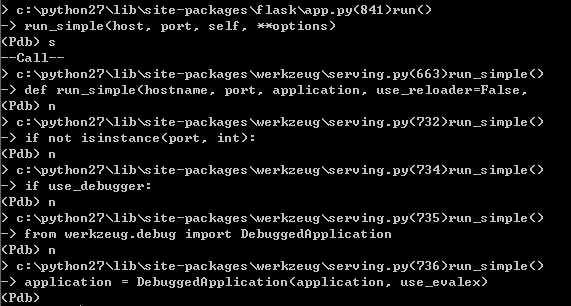 > c:\python27\lib\site-packages\flask\app.py(841)run()
-> run_simple(host, port, self, **options)
(Pdb) s
--Call--
> c:\python27\lib\site-packages\werkzeug\serving.py(663)run_simple()
-> def run_simple(hostname, port, application, use_reloader=False,
(Pdb) n
> c:\python27\lib\site-packages\werkzeug\serving.py(732)run_simple()
-> if not isinstance(port, int):
(Pdb) n
> c:\python27\lib\site-packages\werkzeug\serving.py(734)run_simple()
-> if use_debugger:
(Pdb) n
> c:\python27\lib\site-packages\werkzeug\serving.py(735)run_simple()
-> from werkzeug.debug import DebuggedApplication
(Pdb) n
> c:\python27\lib\site-packages\werkzeug\serving.py(736)run_simple()
-> application = DebuggedApplication(application, use_evalex)
(Pdb)